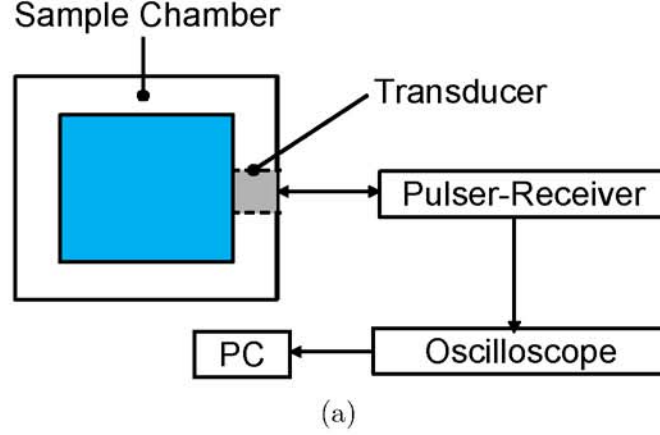 Sample Chamber
Transducer
Pulser-Receiver
PC
Oscilloscope
(a)